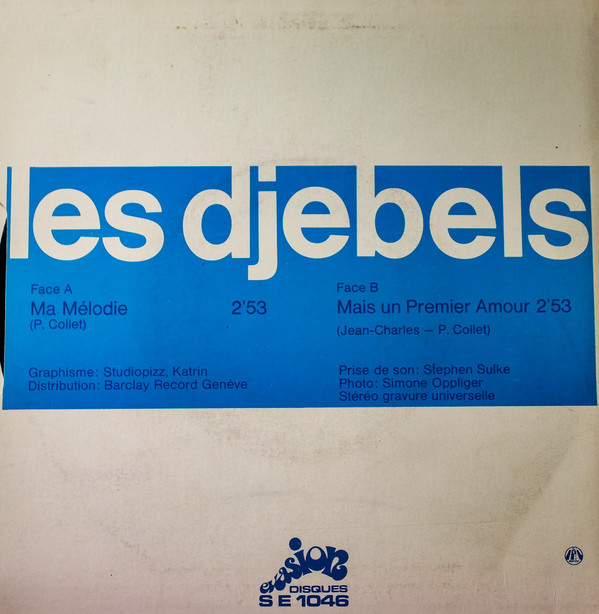 les djebels
Face A
Ma Mélodie 2'53
(P. Collet)
Face B
Mais un Premier Amour 2'53
(Jean-Charles – P. Collet)
Graphisme: Studiopizz, Katrin
Distribution: Barclay Record Genève
Prise de son: Stephen Sulke
Photo: Simone Oppliger
Stéréo gravure universelle
evasion
DISQUES
S E 1046